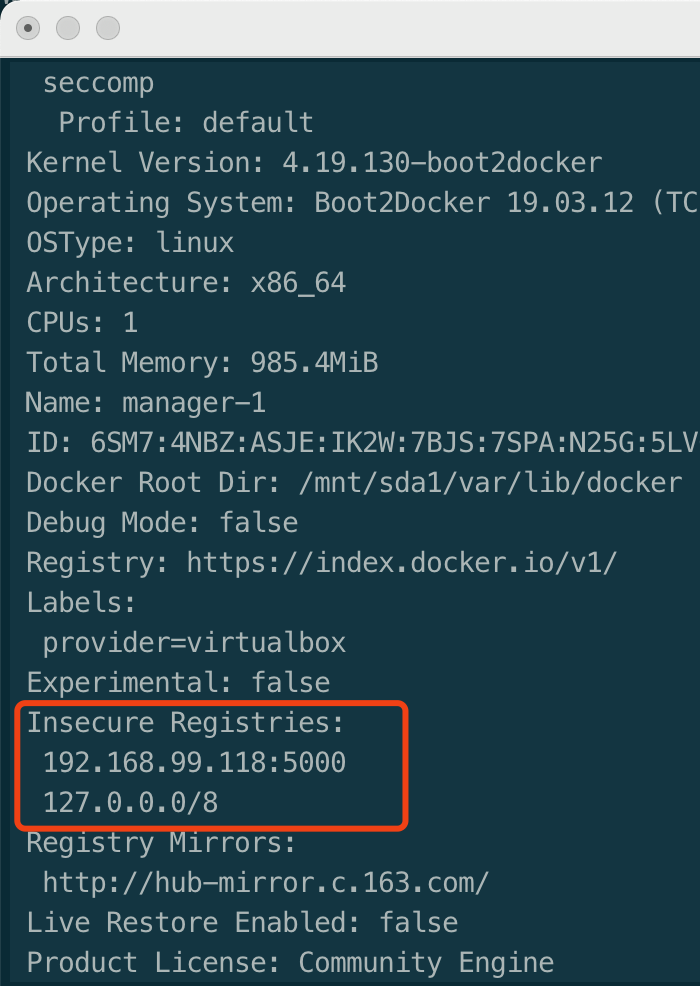 seccomp
Profile: default
Kernel Version: 4.19.130-boot2docker
Operating System: Boot2Docker 19.03.12 (TC
OSType: linux
Architecture: x86_64
CPUs: 1
Total Memory: 985.4MiB
Name: manager-1
ID: 6SM7:4NBZ:ASJE:IK2W:7BJS:7SPA:N25G:5LV
Docker Root Dir: /mnt/sda1/var/lib/docker
Debug Mode: false
Registry: https://index.docker.io/v1/
Labels:
provider=virtualbox
Experimental: false
Insecure Registries:
192.168.99.118:5000
127.0.0.0/8
Registry Mirrors:
http://hub-mirror.c.163.com/
Live Restore Enabled: false
Product License: Community Engine